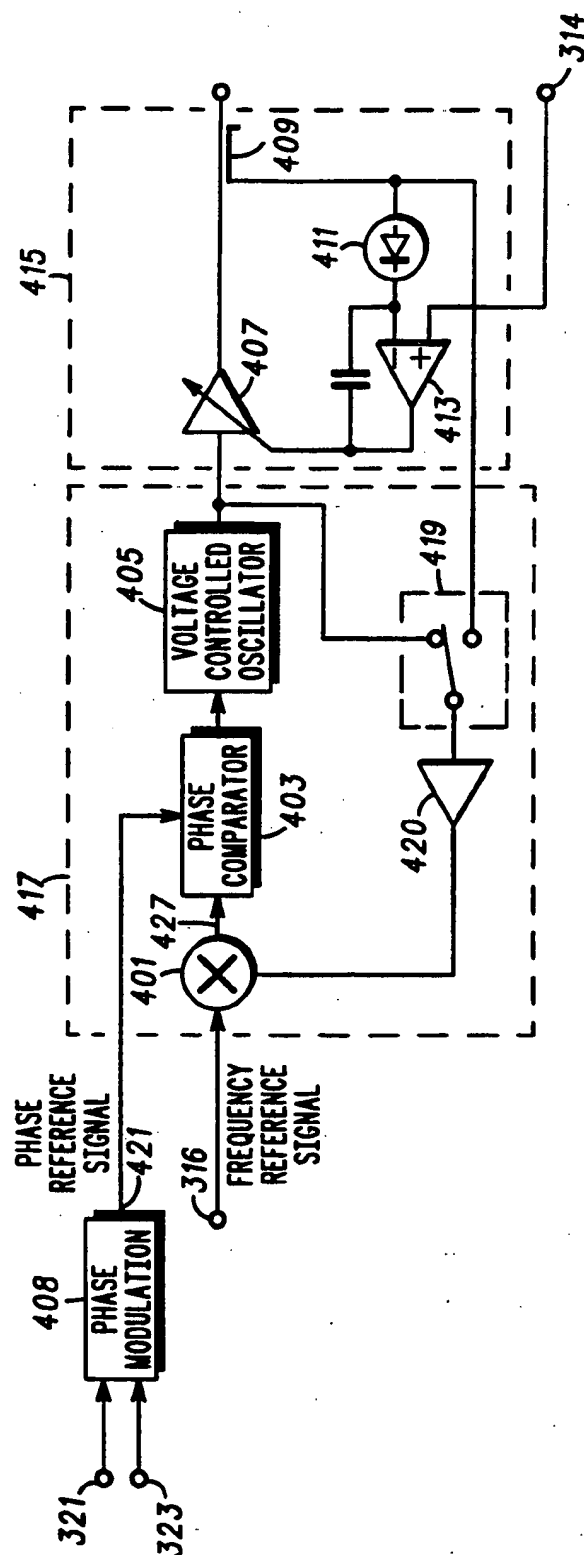 321
323
408
PHASE
MODULATION
421
PHASE
REFERENCE
SIGNAL
316
FREQUENCY
REFERENCE
SIGNAL
417
401
427
PHASE
COMPARATOR
403
405
VOLTAGE
CONTROLLED
OSCILLATOR
420
419
415
407
409
411
413
−
+
314